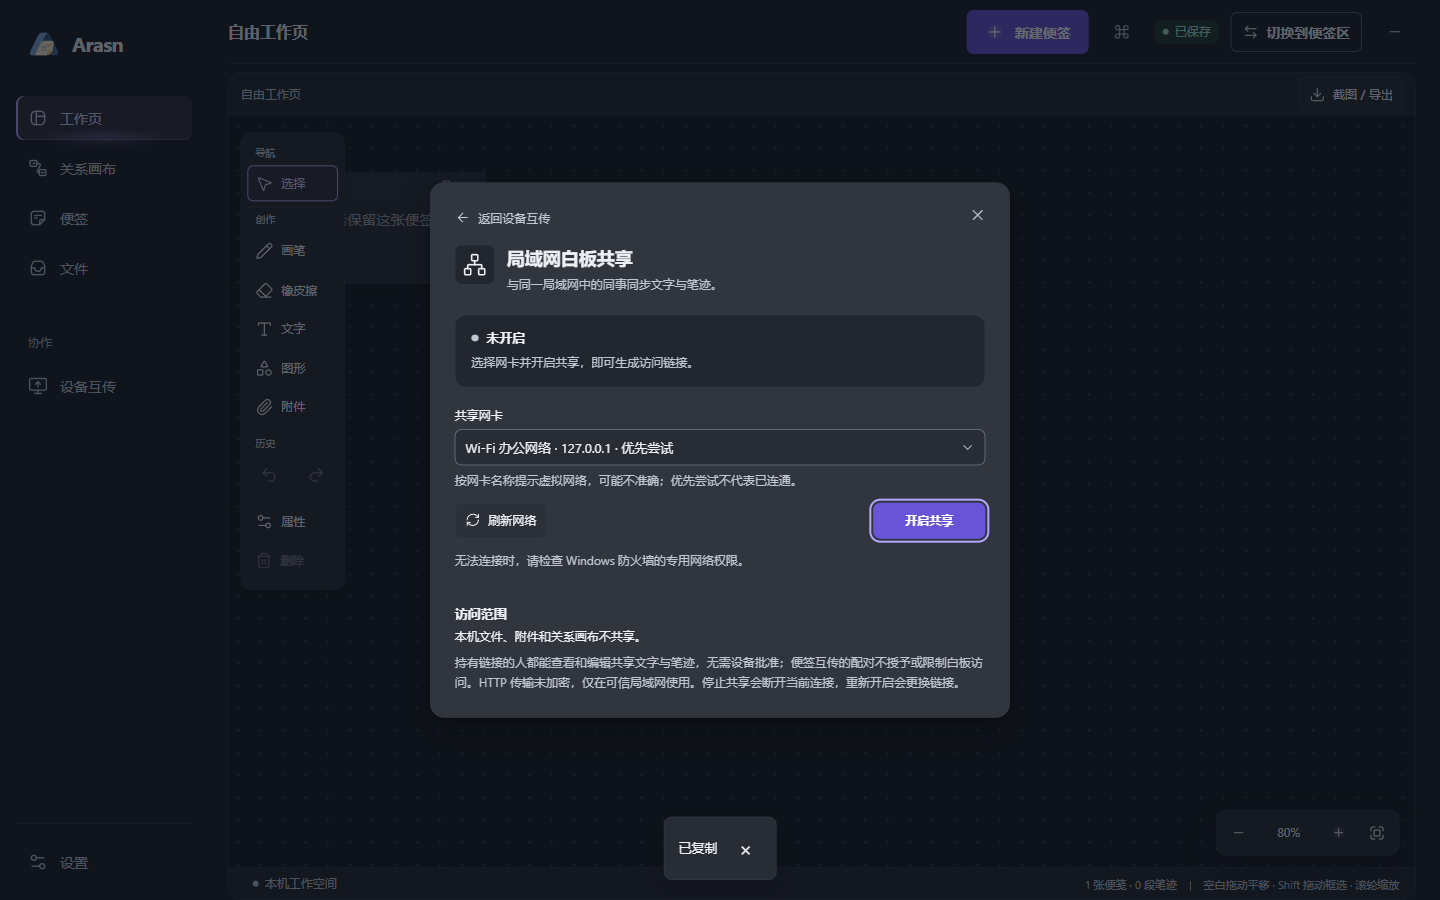 Arasn
自由工作页
新建便签
已保存
切换到便签区
工作页
关系画布
便签
文件
协作
设备互传
设置
自由工作页
截图 / 导出
导航
选择
创作
画笔
橡皮擦
文字
图形
附件
历史
属性
删除
保留这张便签
返回设备互传
局域网白板共享
与同一局域网中的同事同步文字与笔迹。
未开启
选择网卡并开启共享，即可生成访问链接。
共享网卡
Wi-Fi 办公网络 · 127.0.0.1 · 优先尝试
按网卡名称提示虚拟网络，可能不准确；优先尝试不代表已连通。
刷新网络
开启共享
无法连接时，请检查 Windows 防火墙的专用网络权限。
访问范围
本机文件、附件和关系画布不共享。
持有链接的人都能查看和编辑共享文字与笔迹，无需设备批准；便签互传的配对不授予或限制白板访
问。HTTP 传输未加密，仅在可信局域网使用。停止共享会断开当前连接，重新开启会更换链接。
已复制
80%
本机工作空间
1 张便笺 · 0 段笔迹 | 空白拖动平移 · Shift 拖动框选 · 滚轮缩放